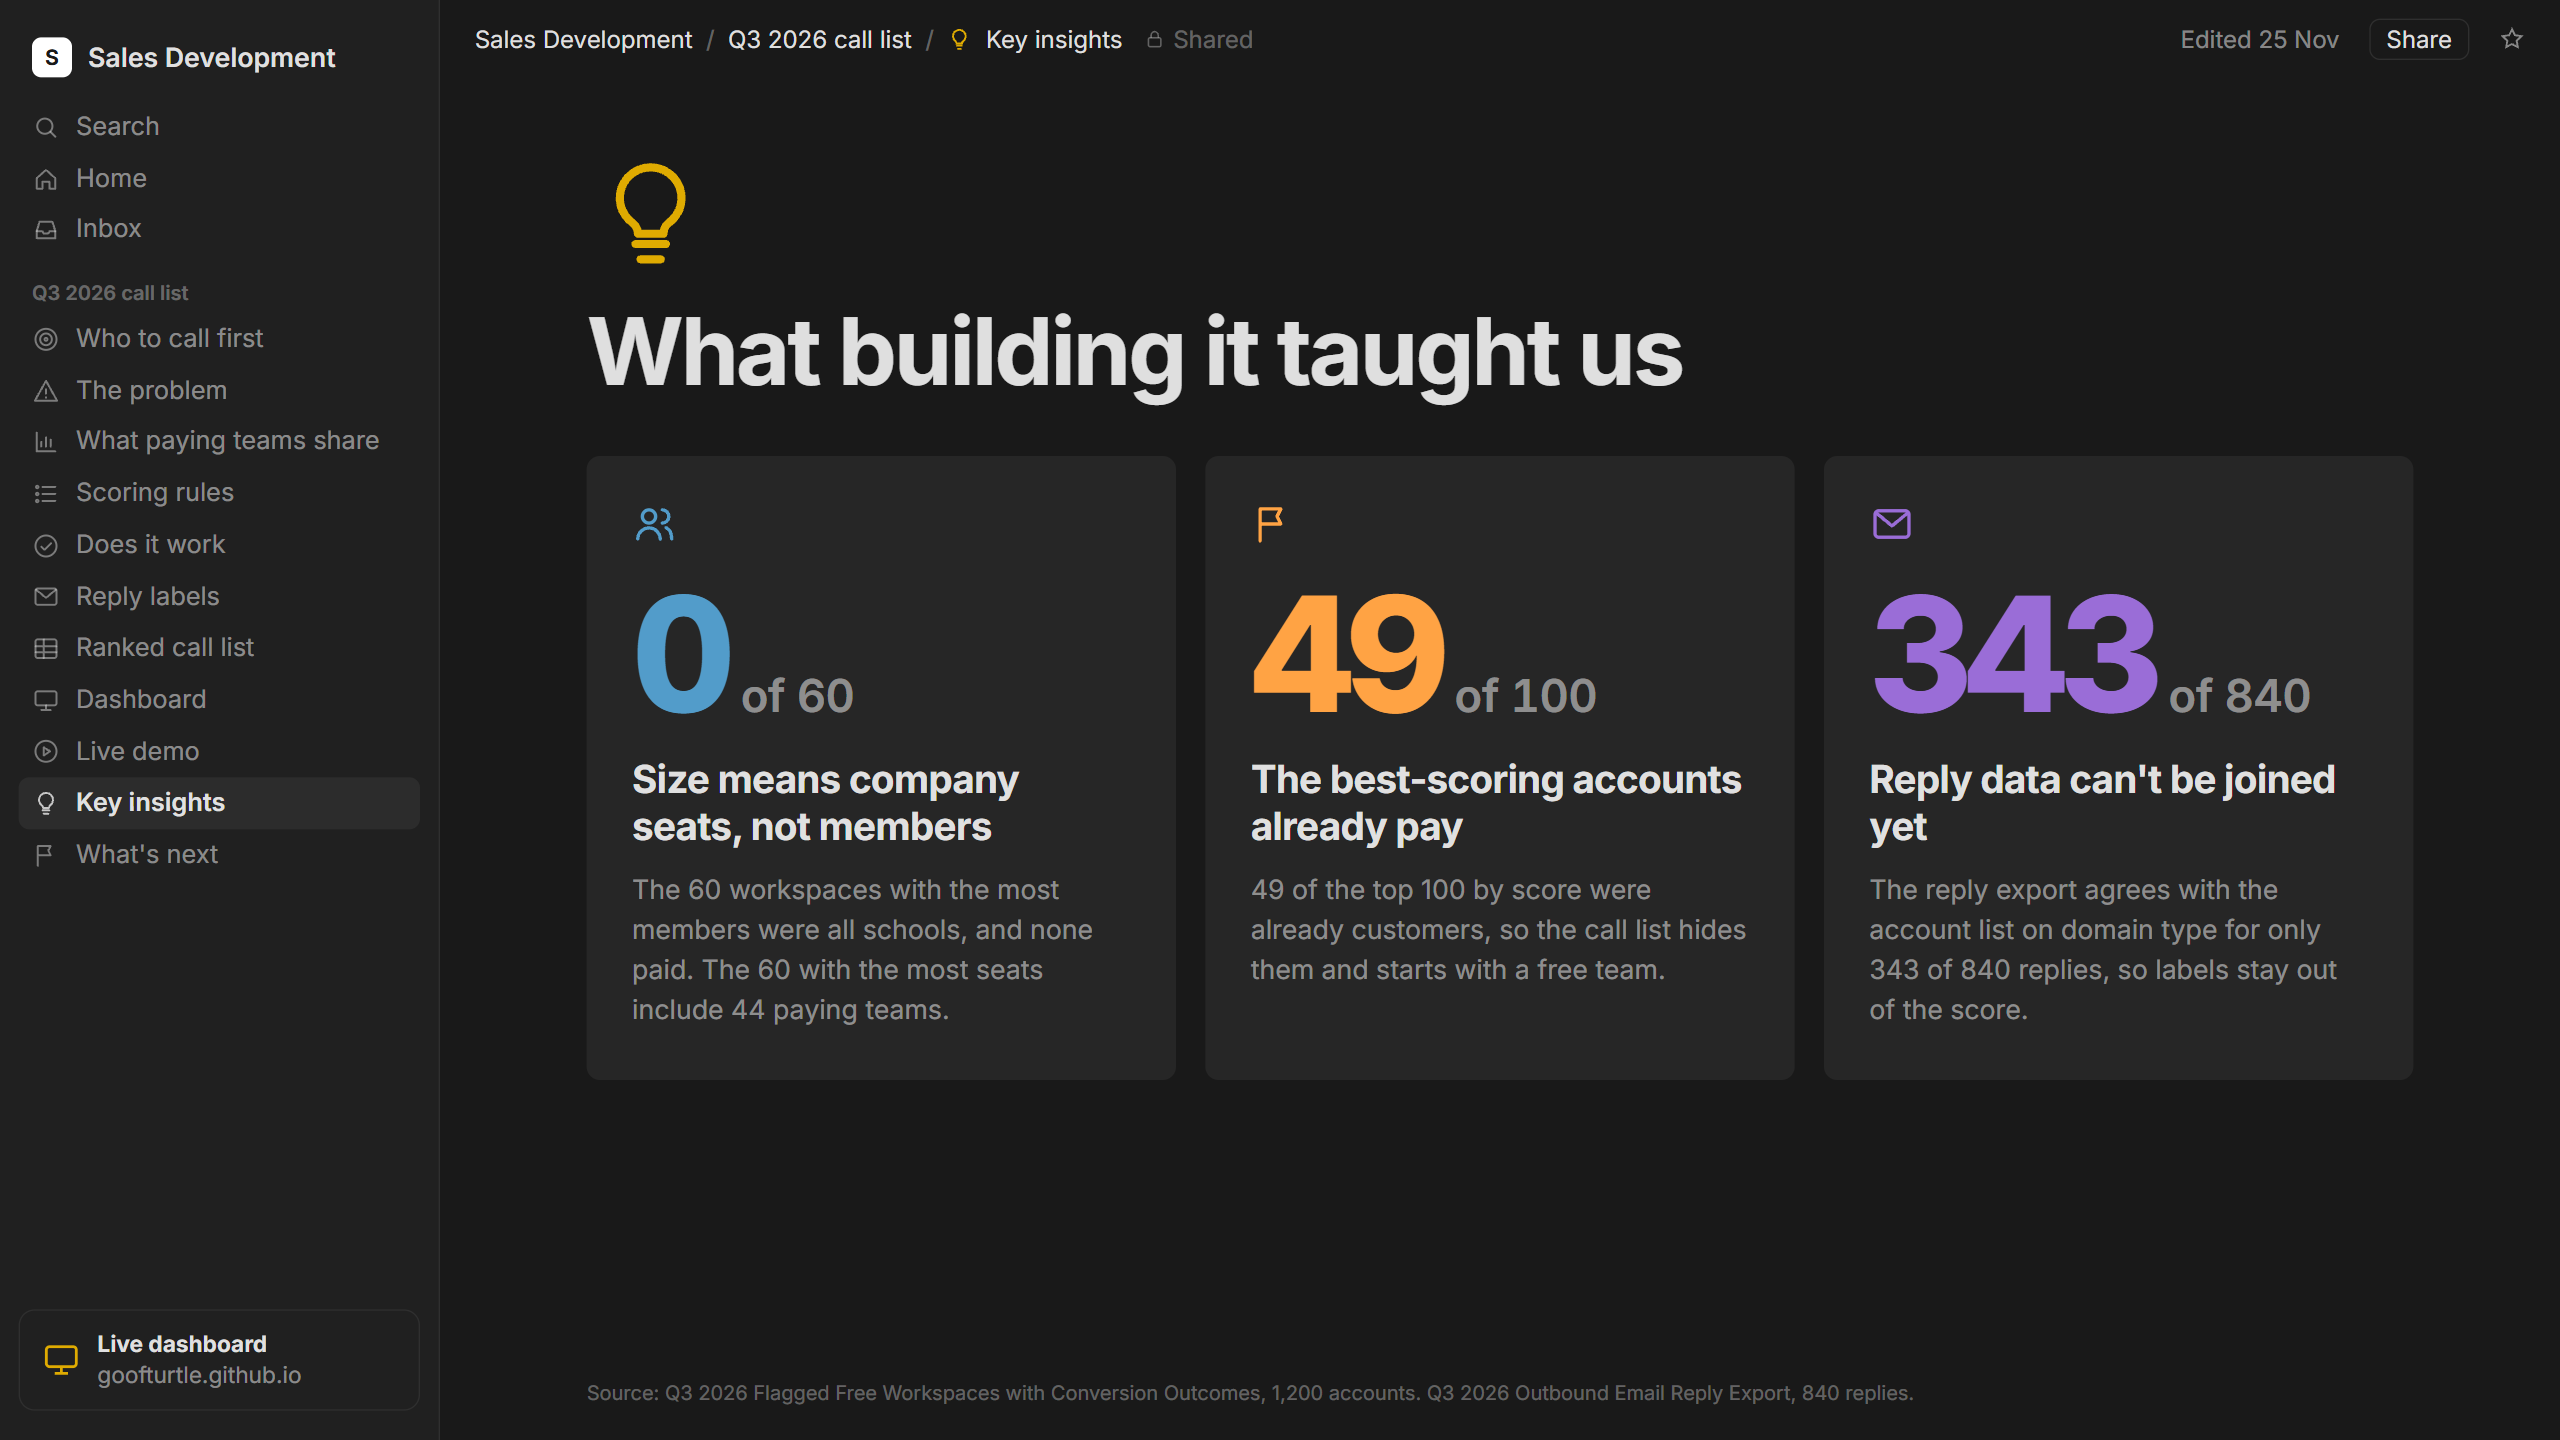 S Sales Development
Search
Home
Inbox
Q3 2026 call list
Who to call first
The problem
What paying teams share
Scoring rules
Does it work
Reply labels
Ranked call list
Dashboard
Live demo
Key insights
What's next
Live dashboard
goofturtle.github.io
Sales Development / Q3 2026 call list / Key insights Shared
Edited 25 Nov Share
What building it taught us
0 of 60
Size means company
seats, not members
The 60 workspaces with the most
members were all schools, and none
paid. The 60 with the most seats
include 44 paying teams.
49 of 100
The best-scoring accounts
already pay
49 of the top 100 by score were
already customers, so the call list hides
them and starts with a free team.
343 of 840
Reply data can't be joined
yet
The reply export agrees with the
account list on domain type for only
343 of 840 replies, so labels stay out
of the score.
Source: Q3 2026 Flagged Free Workspaces with Conversion Outcomes, 1,200 accounts. Q3 2026 Outbound Email Reply Export, 840 replies.